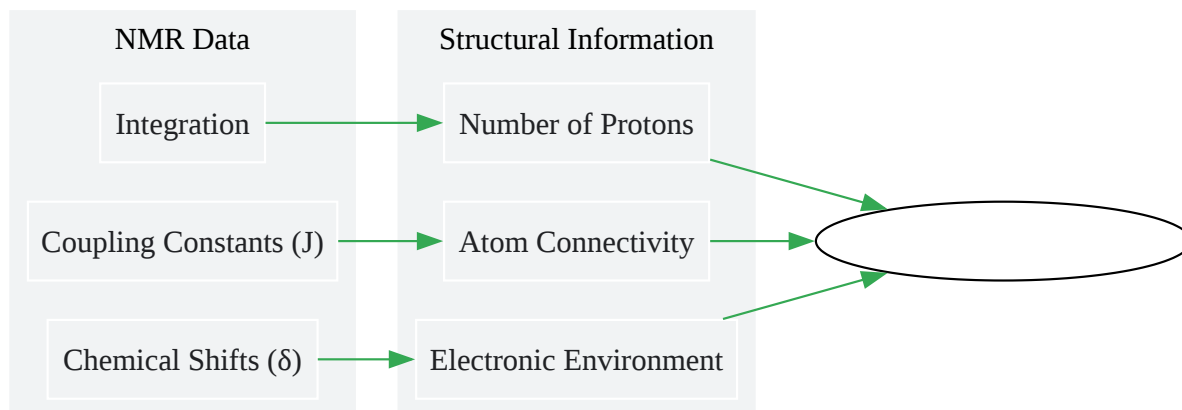 NMR Data
Structural Information
Integration
Number of Protons
Coupling Constants (J)
Atom Connectivity
Chemical Shifts (δ)
Electronic Environment